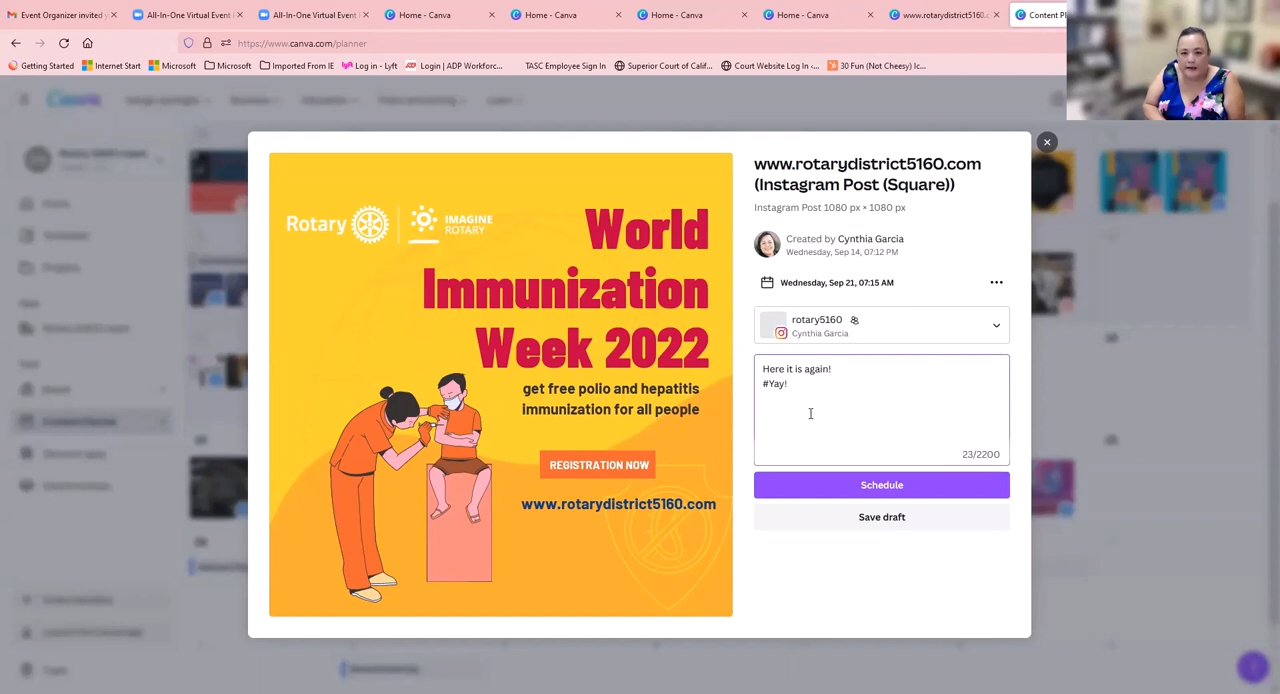 Event Organizer invited y
All-In-One Virtual Event P
All-In-One Virtual Event P
Home - Canva
Home - Canva
Home - Canva
Home - Canva
www.rotarydistrict5160.c
Content Pl
https://www.canva.com/planner
Getting Started
Internet Start
Microsoft
Microsoft
Imported From IE
Log in - Lyft
Login | ADP Workfor
TASC Employee Sign In
Superior Court of Calif...
Court Website Log In -...
30 Fun (Not Cheesy) Ic...
Rotary
IMAGINE
ROTARY
World
Immunization
Week 2022
get free polio and hepatitis
immunization for all people
REGISTRATION NOW
www.rotarydistrict5160.com
www.rotarydistrict5160.com
(Instagram Post (Square))
Instagram Post 1080 px × 1080 px
Created by Cynthia Garcia
Wednesday, Sep 14, 07:12 PM
Wednesday, Sep 21, 07:15 AM
rotary5160
Cynthia Garcia
Here it is again!
#Yay!
23/2200
Schedule
Save draft